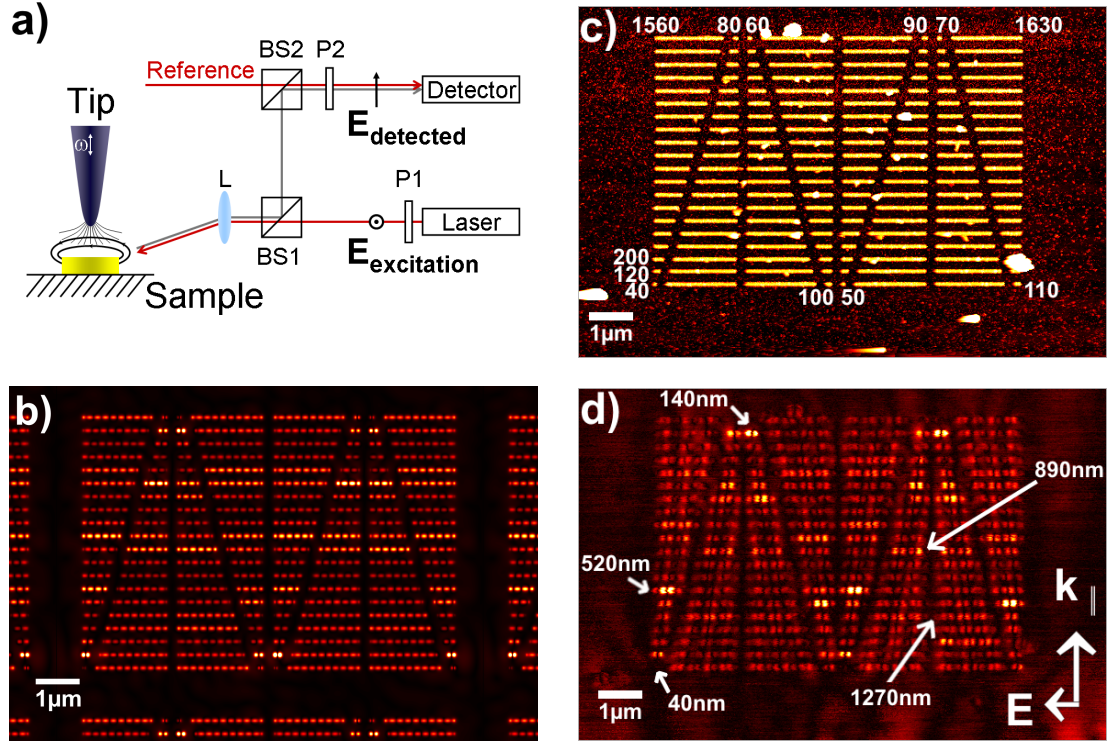 a)
BS2
P2
Reference
Detector
Tip
E detected
ω
L
P1
Laser
BS1
E excitation
Sample
c)
1560 80 60 90 70 1630
200
120
40
100 50
110
1µm
b)
1µm
d)
140nm
890nm
520nm
k ||
1270nm
40nm
E
1µm